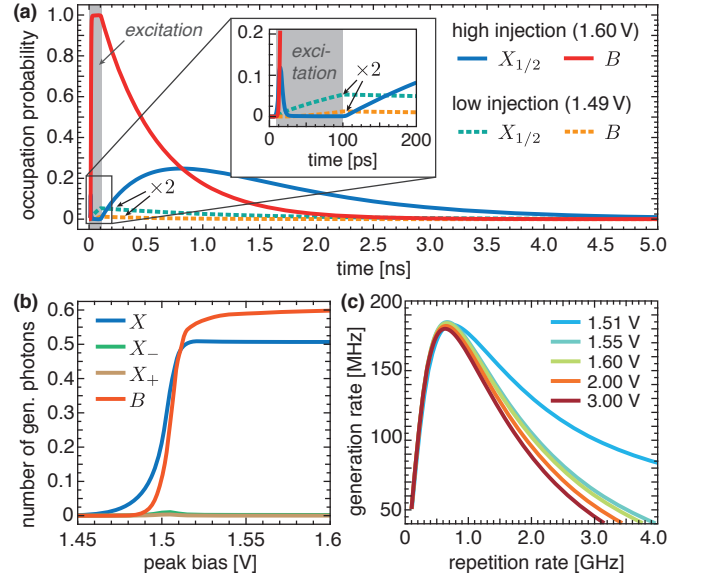 (a)
occupation probability
1.0
0.8
0.6
0.4
0.2
0
excitation
×2
0 0.5 1.0 1.5 2.0 2.5 3.0 3.5 4.0 4.5 5.0
time [ns]
0.2
0.1
0
exci-
tation
×2
0 100 200
time [ps]
high injection (1.60 V)
X1/2 B
low injection (1.49 V)
X1/2 B
(b)
number of gen. photons
0.6
0.5
0.4
0.3
0.2
0.1
0
X
X−
X+
B
1.45 1.5 1.55 1.6
peak bias [V]
(c)
generation rate [MHz]
200
150
100
50
1.51 V
1.55 V
1.60 V
2.00 V
3.00 V
0 1.0 2.0 3.0 4.0
repetition rate [GHz]